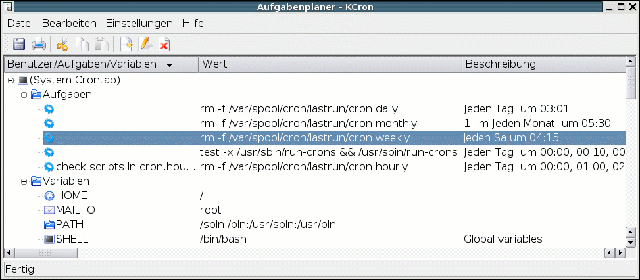 Aufgabenplaner - KCron
Datei Bearbeiten Einstellungen Hilfe
Benutzer/Aufgaben/Variablen Wert Beschreibung
(System Crontab)
Aufgaben
rm -f /var/spool/cron/lastrun/cron.daily Jeden Tag um 03:01
rm -f /var/spool/cron/lastrun/cron.monthly 1. im Jeden Monat um 05:30
rm -f /var/spool/cron/lastrun/cron.weekly Jeden Sa um 04:15
test -x /usr/sbin/run-crons && /usr/sbin/run-crons Jeden Tag um 00:00, 00:10, 00
check scripts in cron.hou... rm -f /var/spool/cron/lastrun/cron.hourly Jeden Tag um 00:00, 01:00, 02
Variablen
HOME /
MAILTO root
PATH /sbin:/bin:/usr/sbin:/usr/bin
SHELL /bin/bash Global variables
Fertig